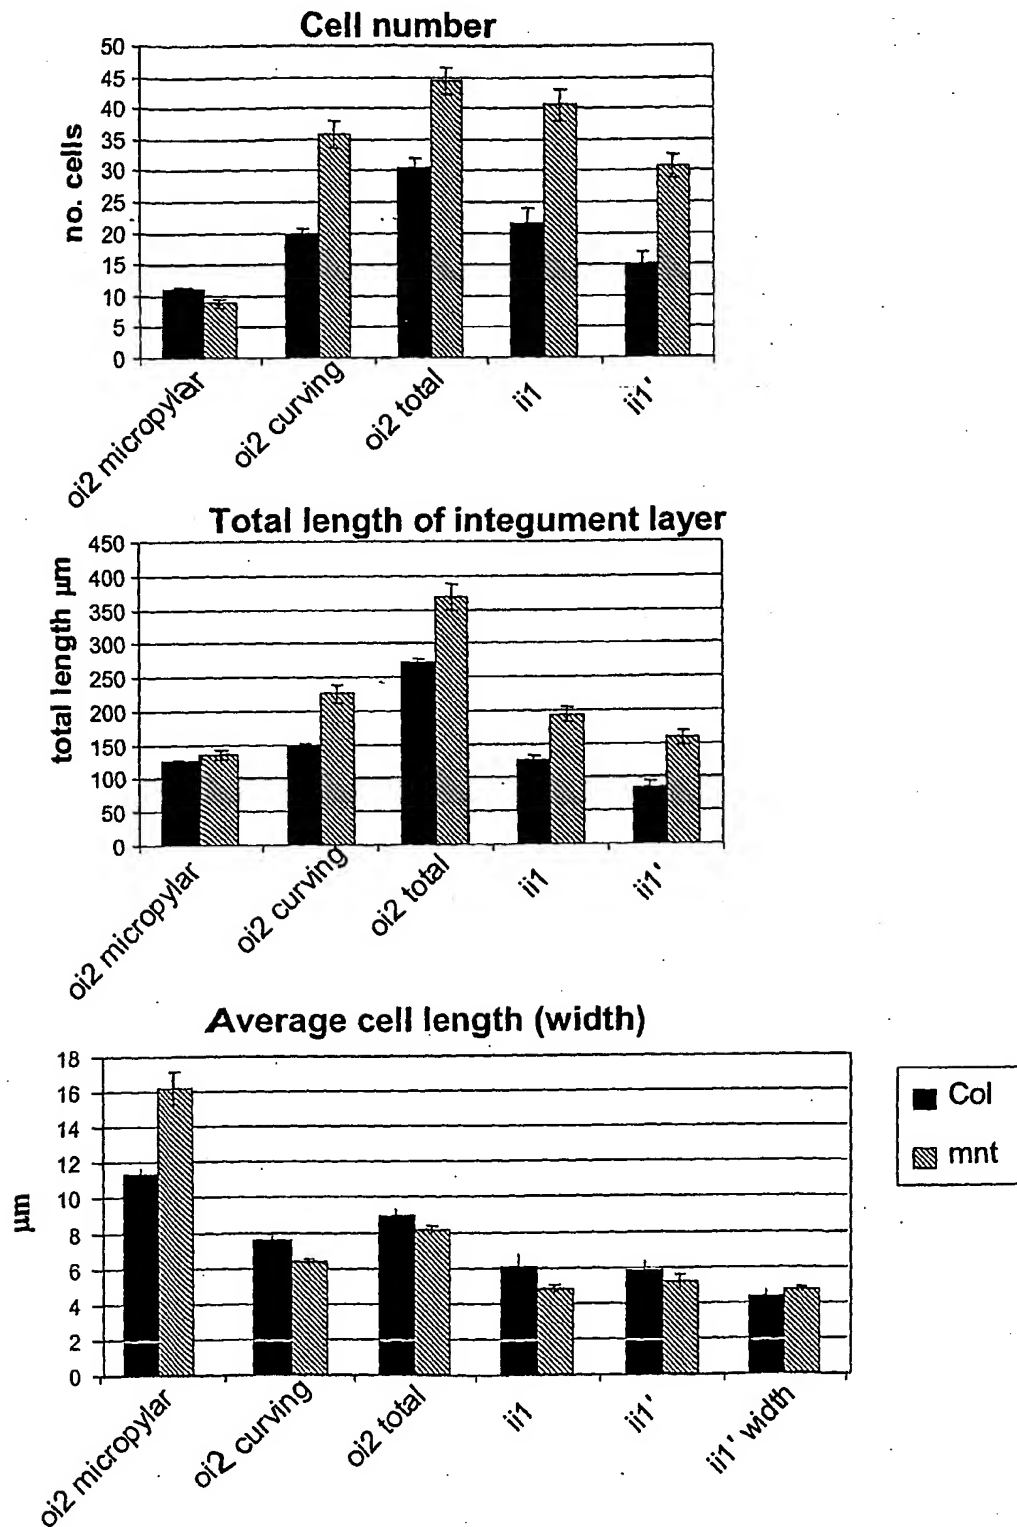 Cell number
no. cells
50
45
40
35
30
25
20
15
10
5
0
oi2 micropylar
oi2 curving
oi2 total
ii1
ii1'
Total length of integument layer
total length µm
450
400
350
300
250
200
150
100
50
0
oi2 micropylar
oi2 curving
oi2 total
ii1
ii1'
Average cell length (width)
µm
18
16
14
12
10
8
6
4
2
0
oi2 micropylar
oi2 curving
oi2 total
ii1
ii1'
ii1' width
Col
mnt